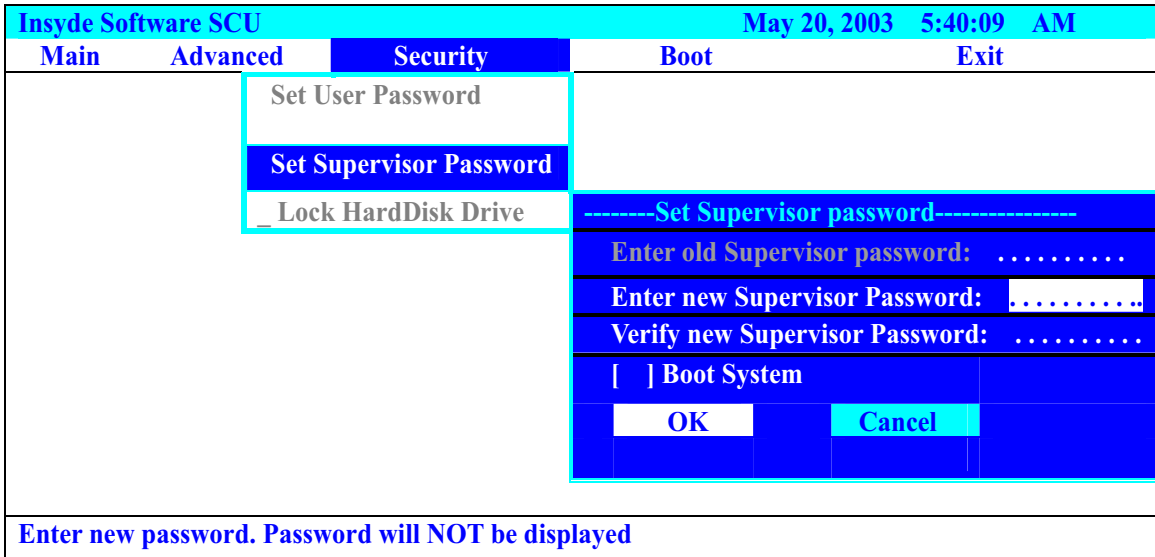 Insyde Software SCU May 20, 2003 5:40:09 AM
Main Advanced Security Boot Exit
Set User Password
Set Supervisor Password
_ Lock HardDisk Drive
--------Set Supervisor password----------------
Enter old Supervisor password: . . . . . . . . . .
Enter new Supervisor Password: . . . . . . . . . ..
Verify new Supervisor Password: . . . . . . . . . .
[ ] Boot System
OK Cancel
Enter new password. Password will NOT be displayed